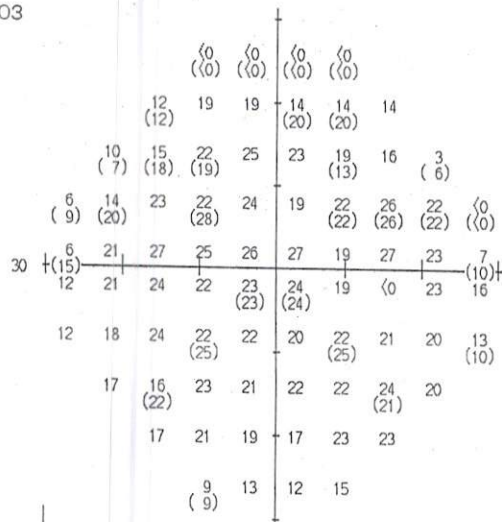 03
<0 <0 <0 <0
(<0) (<0) (<0) (<0)
12 19 19 14 14 14
(12) (20) (20)
10 15 22 25 23 19 16 3
( 7) (18) (19) (13) ( 6)
6 14 23 22 24 19 22 26 22 <0
( 9) (20) (28) (22) (26) (22) (<0)
6 21 27 25 26 27 19 27 23 7
30 (15) (10)
12 21 24 22 23 24 19 <0 23 16
(23) (24)
12 18 24 22 22 20 22 21 20 13
(25) (25) (10)
17 16 23 21 22 22 24 20
(22) (21)
17 21 19 17 23 23
9 13 12 15
( 9)